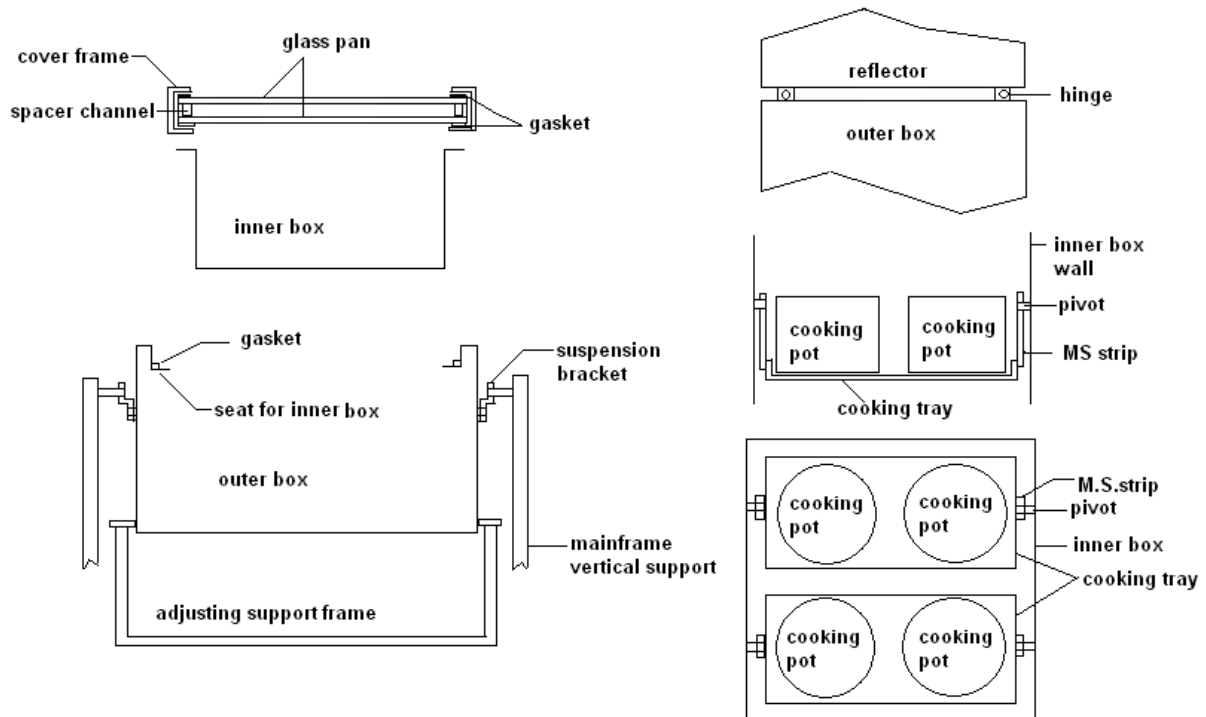 glass pan
cover frame
spacer channel
gasket
inner box
reflector
hinge
outer box
inner box
wall
pivot
cooking
pot
cooking
pot
MS strip
cooking tray
gasket
suspension
bracket
seat for inner box
outer box
mainframe
vertical support
adjusting support frame
M.S.strip
pivot
cooking
pot
cooking
pot
inner box
cooking tray
cooking
pot
cooking
pot